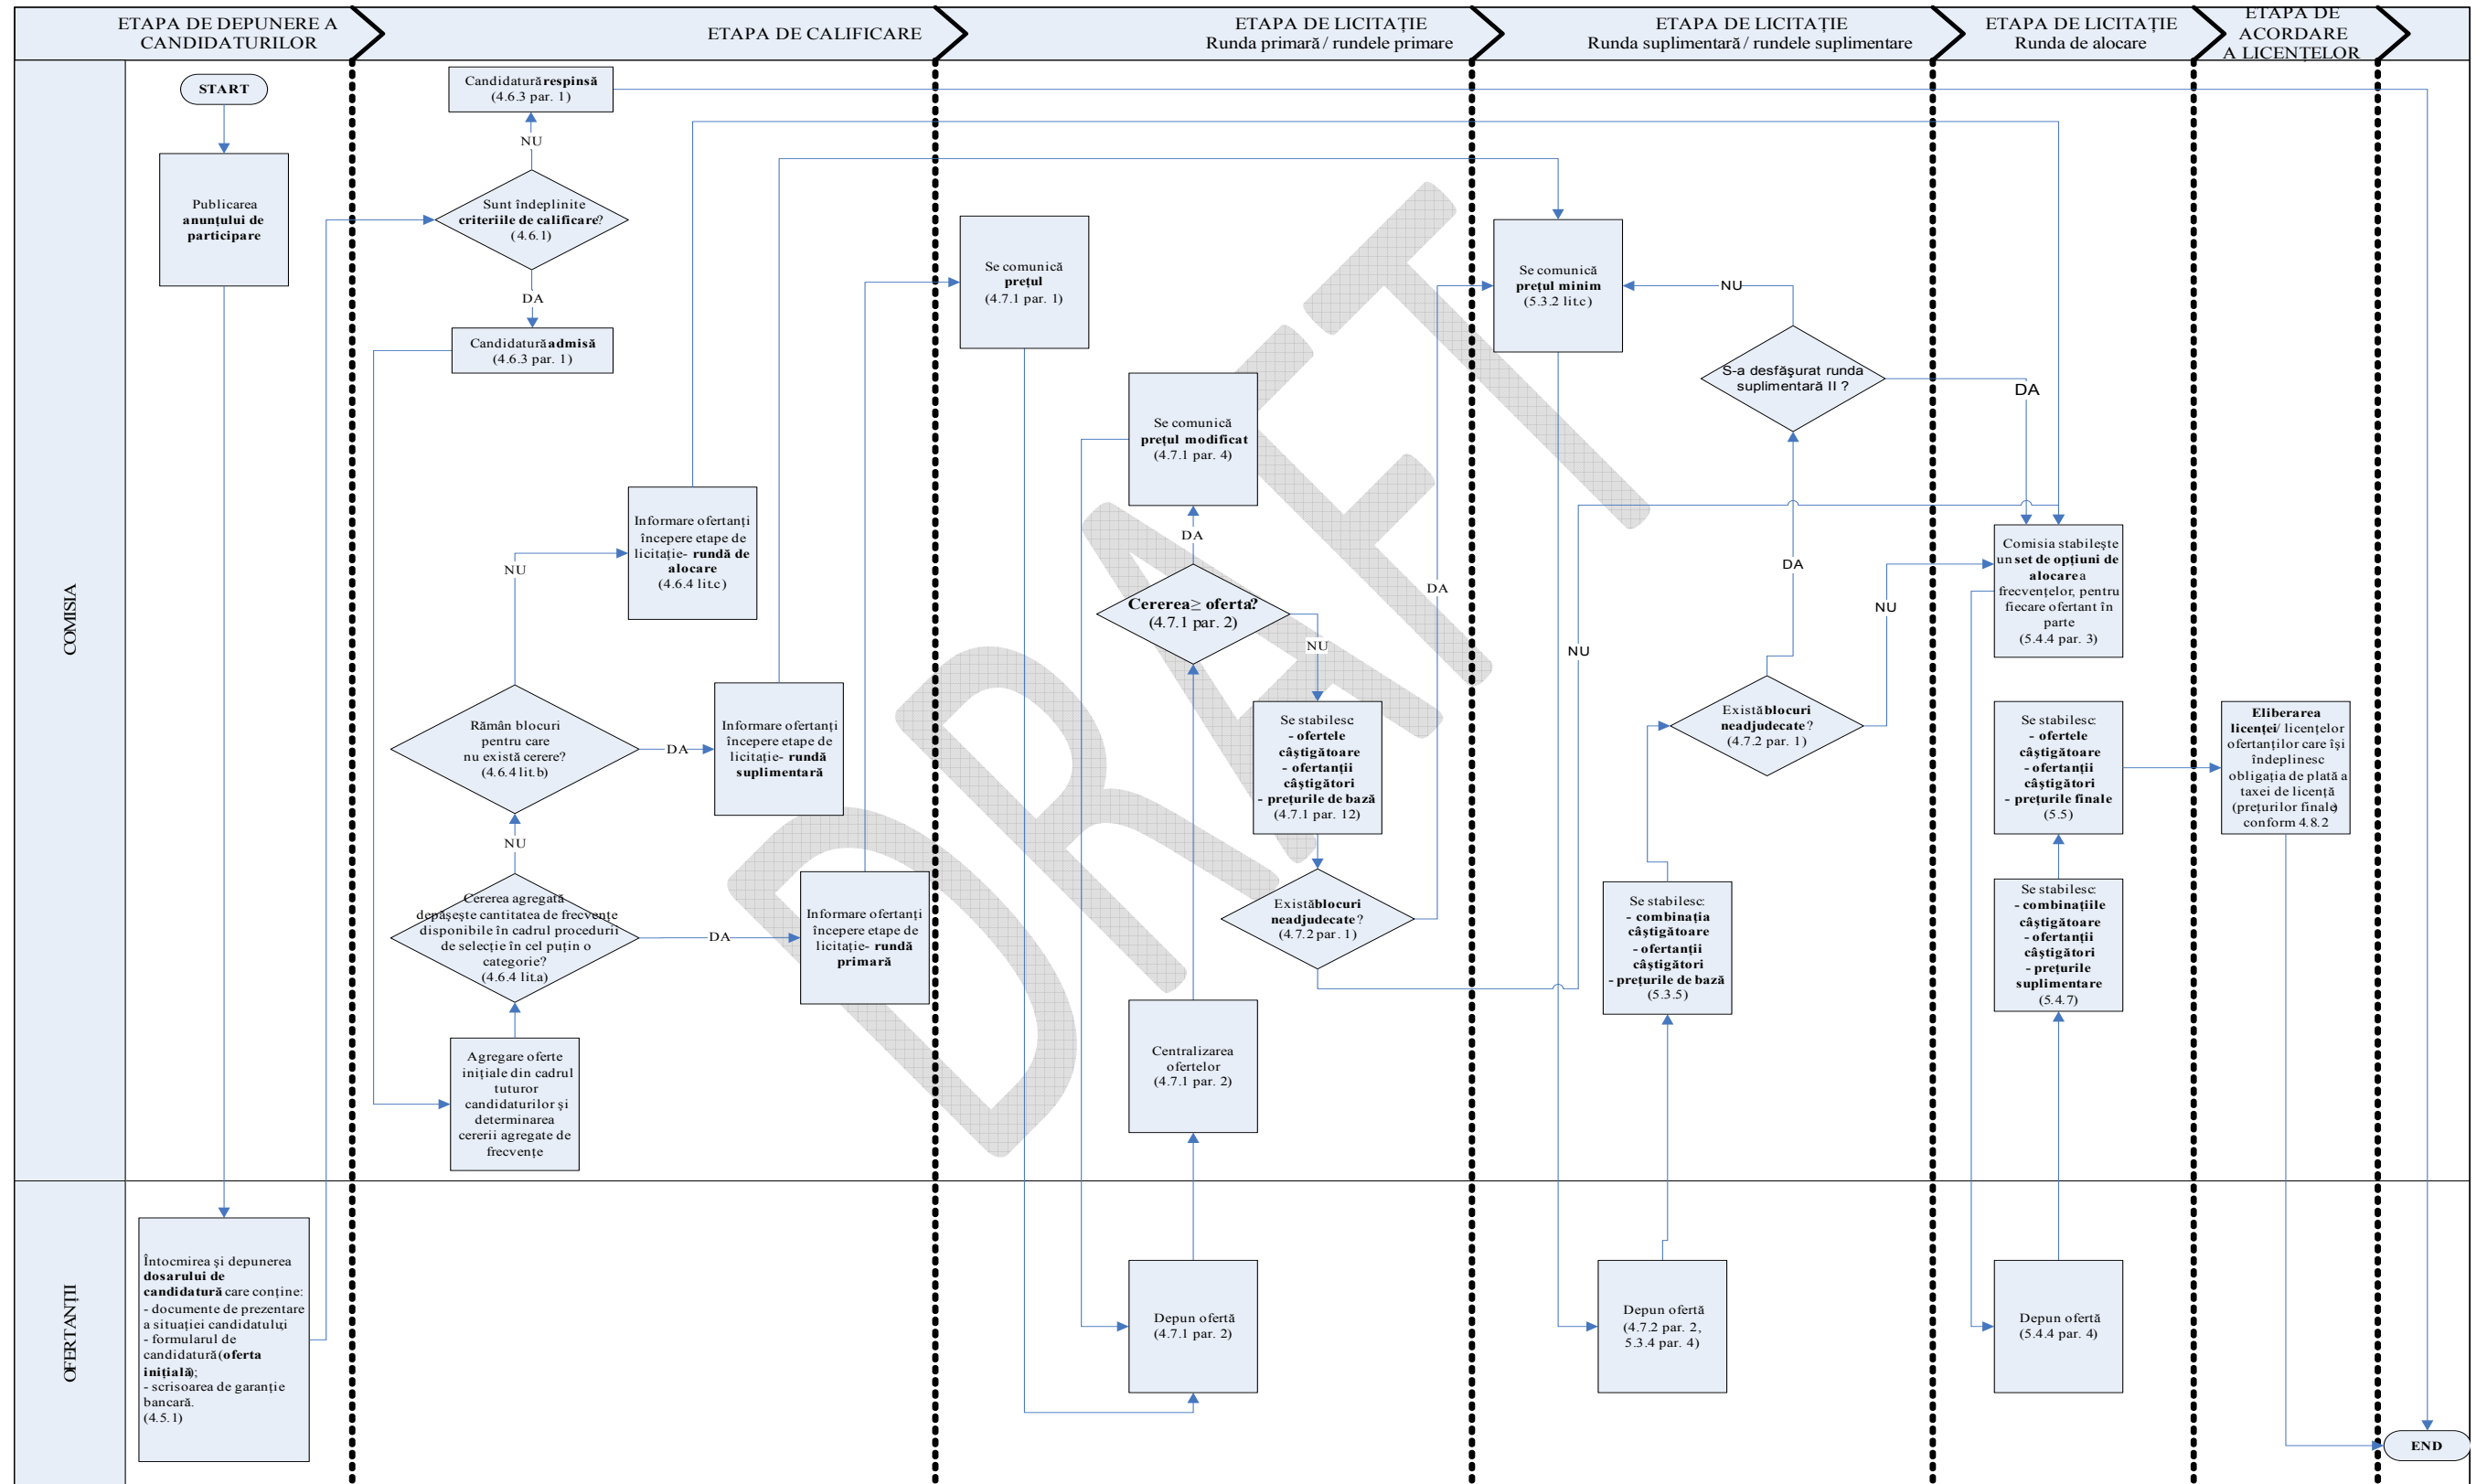 ETAPA DE DEPUNERE A
CANDIDATURILOR
ETAPA DE CALIFICARE
ETAPA DE LICITAȚIE
Runda primară / rundele primare
ETAPA DE LICITAȚIE
Runda suplimentară / rundele suplimentare
ETAPA DE LICITAȚIE
Runda de alocare
ETAPA DE
ACORDARE
A LICENȚELOR
COMISIA
OFERTANȚII
START
Publicarea
anunțului de
participare
Întocmirea şi depunerea
dosarului de
candidatură care conține:
- documente de prezentare
a situației candidatului;
- formularul de
candidatură (oferta
inițială);
- scrisoarea de garanție
bancară.
(4.5.1)
Candidatură respinsă
(4.6.3 par. 1)
NU
Sunt îndeplinite
criteriile de calificare?
(4.6.1)
DA
Candidatură admisă
(4.6.3 par. 1)
Informare ofertanți
începere etape de
licitație- rundă de
alocare
(4.6.4 lit.c)
NU
Rămân blocuri
pentru care
nu există cerere?
(4.6.4 lit.b)
DA
Informare ofertanți
începere etape de
licitație- rundă
suplimentară
NU
Cererea agregată
depăşeşte cantitatea de frecvențe
disponibile în cadrul procedurii
de selecție în cel puțin o
categorie?
(4.6.4 lit.a)
DA
Informare ofertanți
începere etape de
licitație- rundă
primară
Agregare oferte
inițiale din cadrul
tuturor
candidaturilor şi
determinarea
cererii agregate de
frecvențe
Se comunică
prețul
(4.7.1 par. 1)
Se comunică
prețul modificat
(4.7.1 par. 4)
DA
Cererea ≥ oferta?
(4.7.1 par. 2)
NU
Se stabilesc
- ofertele
câştigătoare
- ofertanții
câştigători
- prețurile de bază
(4.7.1 par. 12)
Există blocuri
neadjudecate?
(4.7.2 par. 1)
DA
NU
Centralizarea
ofertelor
(4.7.1 par. 2)
Depun ofertă
(4.7.1 par. 2)
Se comunică
prețul minim
(5.3.2 lit.c)
NU
S-a desfăşurat runda
suplimentară II ?
DA
DA
Există blocuri
neadjudecate?
(4.7.2 par. 1)
NU
Se stabilesc:
- combinația
câştigătoare
- ofertanții
câştigători
- prețurile de bază
(5.3.5)
Depun ofertă
(4.7.2 par. 2,
5.3.4 par. 4)
Comisia stabileşte
un set de opțiuni de
alocare a
frecvențelor, pentru
fiecare ofertant în
parte
(5.4.4 par. 3)
Se stabilesc:
- ofertele
câştigătoare
- ofertanții
câştigători
- prețurile finale
(5.5)
Se stabilesc:
- combinațiile
câştigătoare
- ofertanții
câştigători
- prețurile
suplimentare
(5.4.7)
Depun ofertă
(5.4.4 par. 4)
Eliberarea
licenței/ licențelor
ofertanților care îşi
îndeplinesc
obligația de plată a
taxei de licență
(prețurilor finale)
conform 4.8.2
END
DRAFT